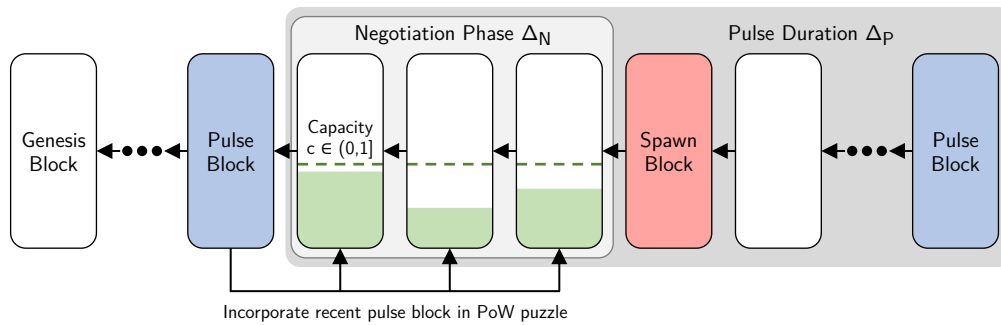 Negotiation Phase Δ_N
Pulse Duration Δ_P
Genesis
Block
Pulse
Block
Capacity
c ∈ (0,1]
Spawn
Block
Pulse
Block
Incorporate recent pulse block in PoW puzzle